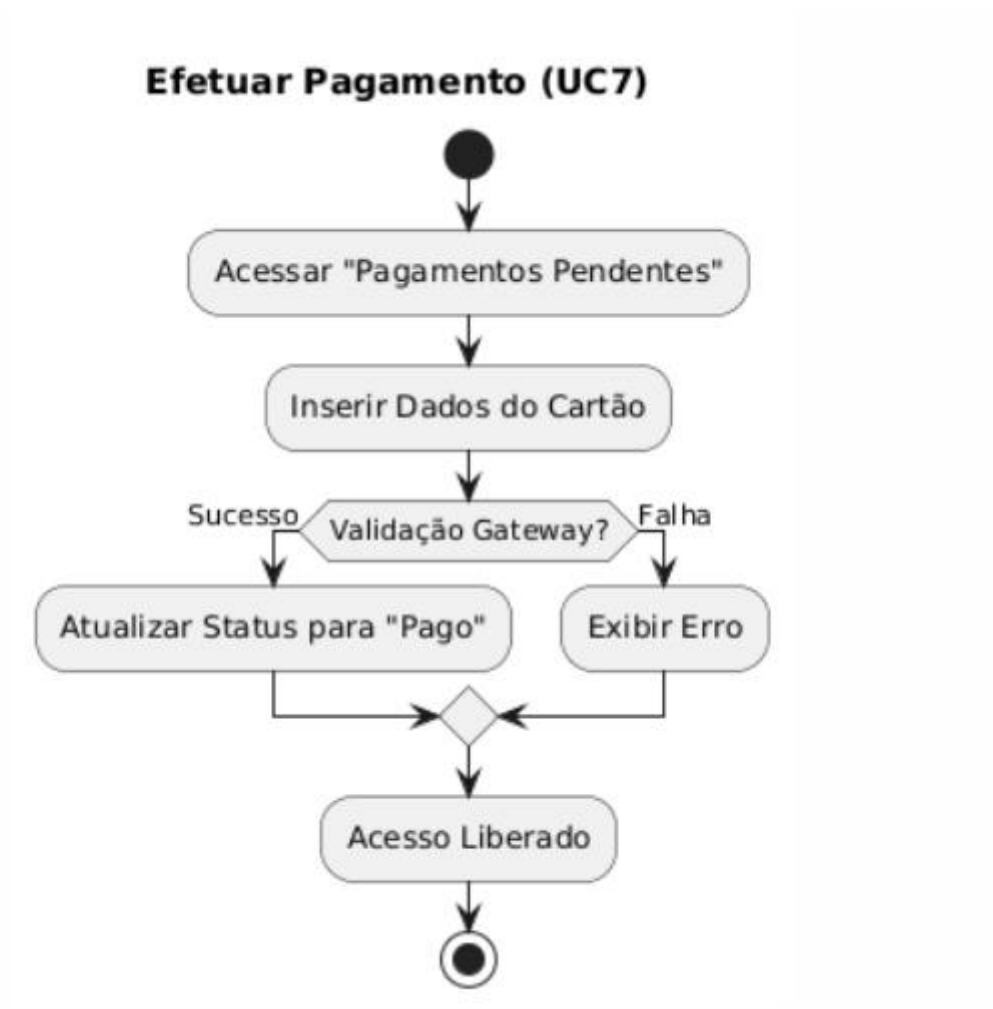 Efetuar Pagamento (UC7)
Acessar "Pagamentos Pendentes"
Inserir Dados do Cartão
Sucesso
Validação Gateway?
Falha
Atualizar Status para "Pago"
Exibir Erro
Acesso Liberado